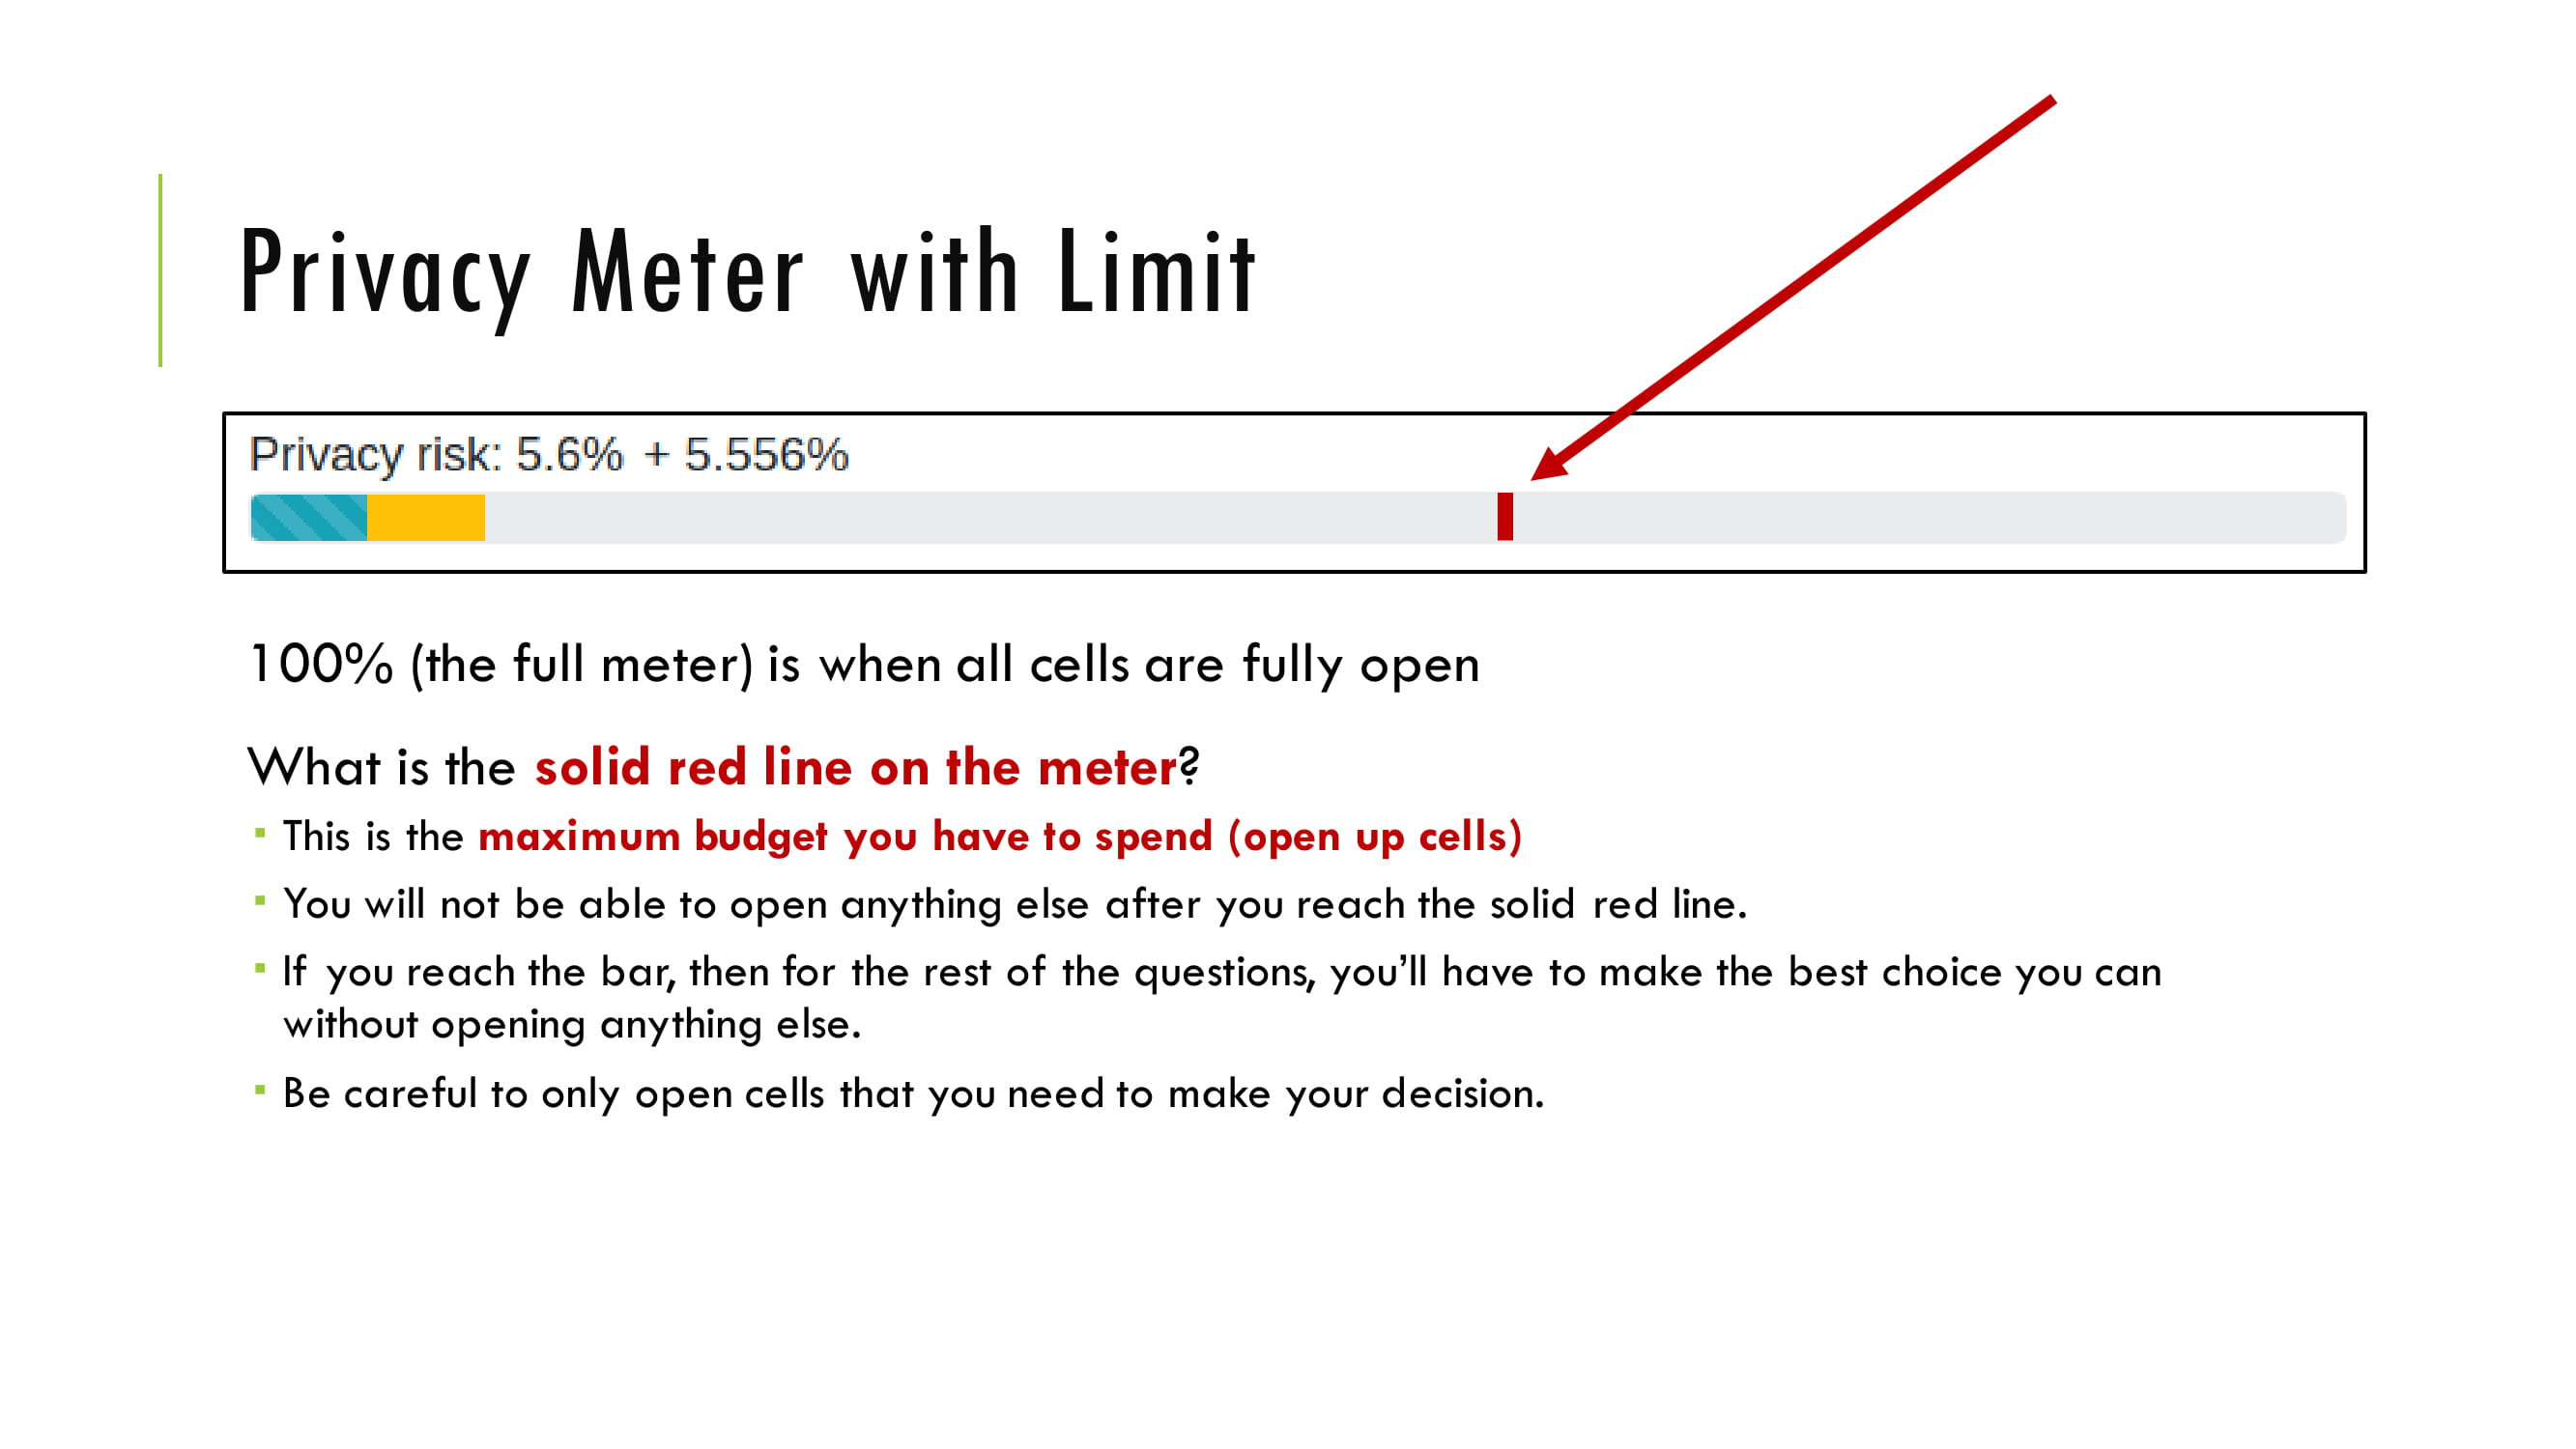 Privacy Meter with Limit
Privacy risk: 5.6% + 5.556%
100% (the full meter) is when all cells are fully open
What is the solid red line on the meter?
▪ This is the maximum budget you have to spend (open up cells)
▪ You will not be able to open anything else after you reach the solid red line.
▪ If you reach the bar, then for the rest of the questions, you’ll have to make the best choice you can
without opening anything else.
▪ Be careful to only open cells that you need to make your decision.